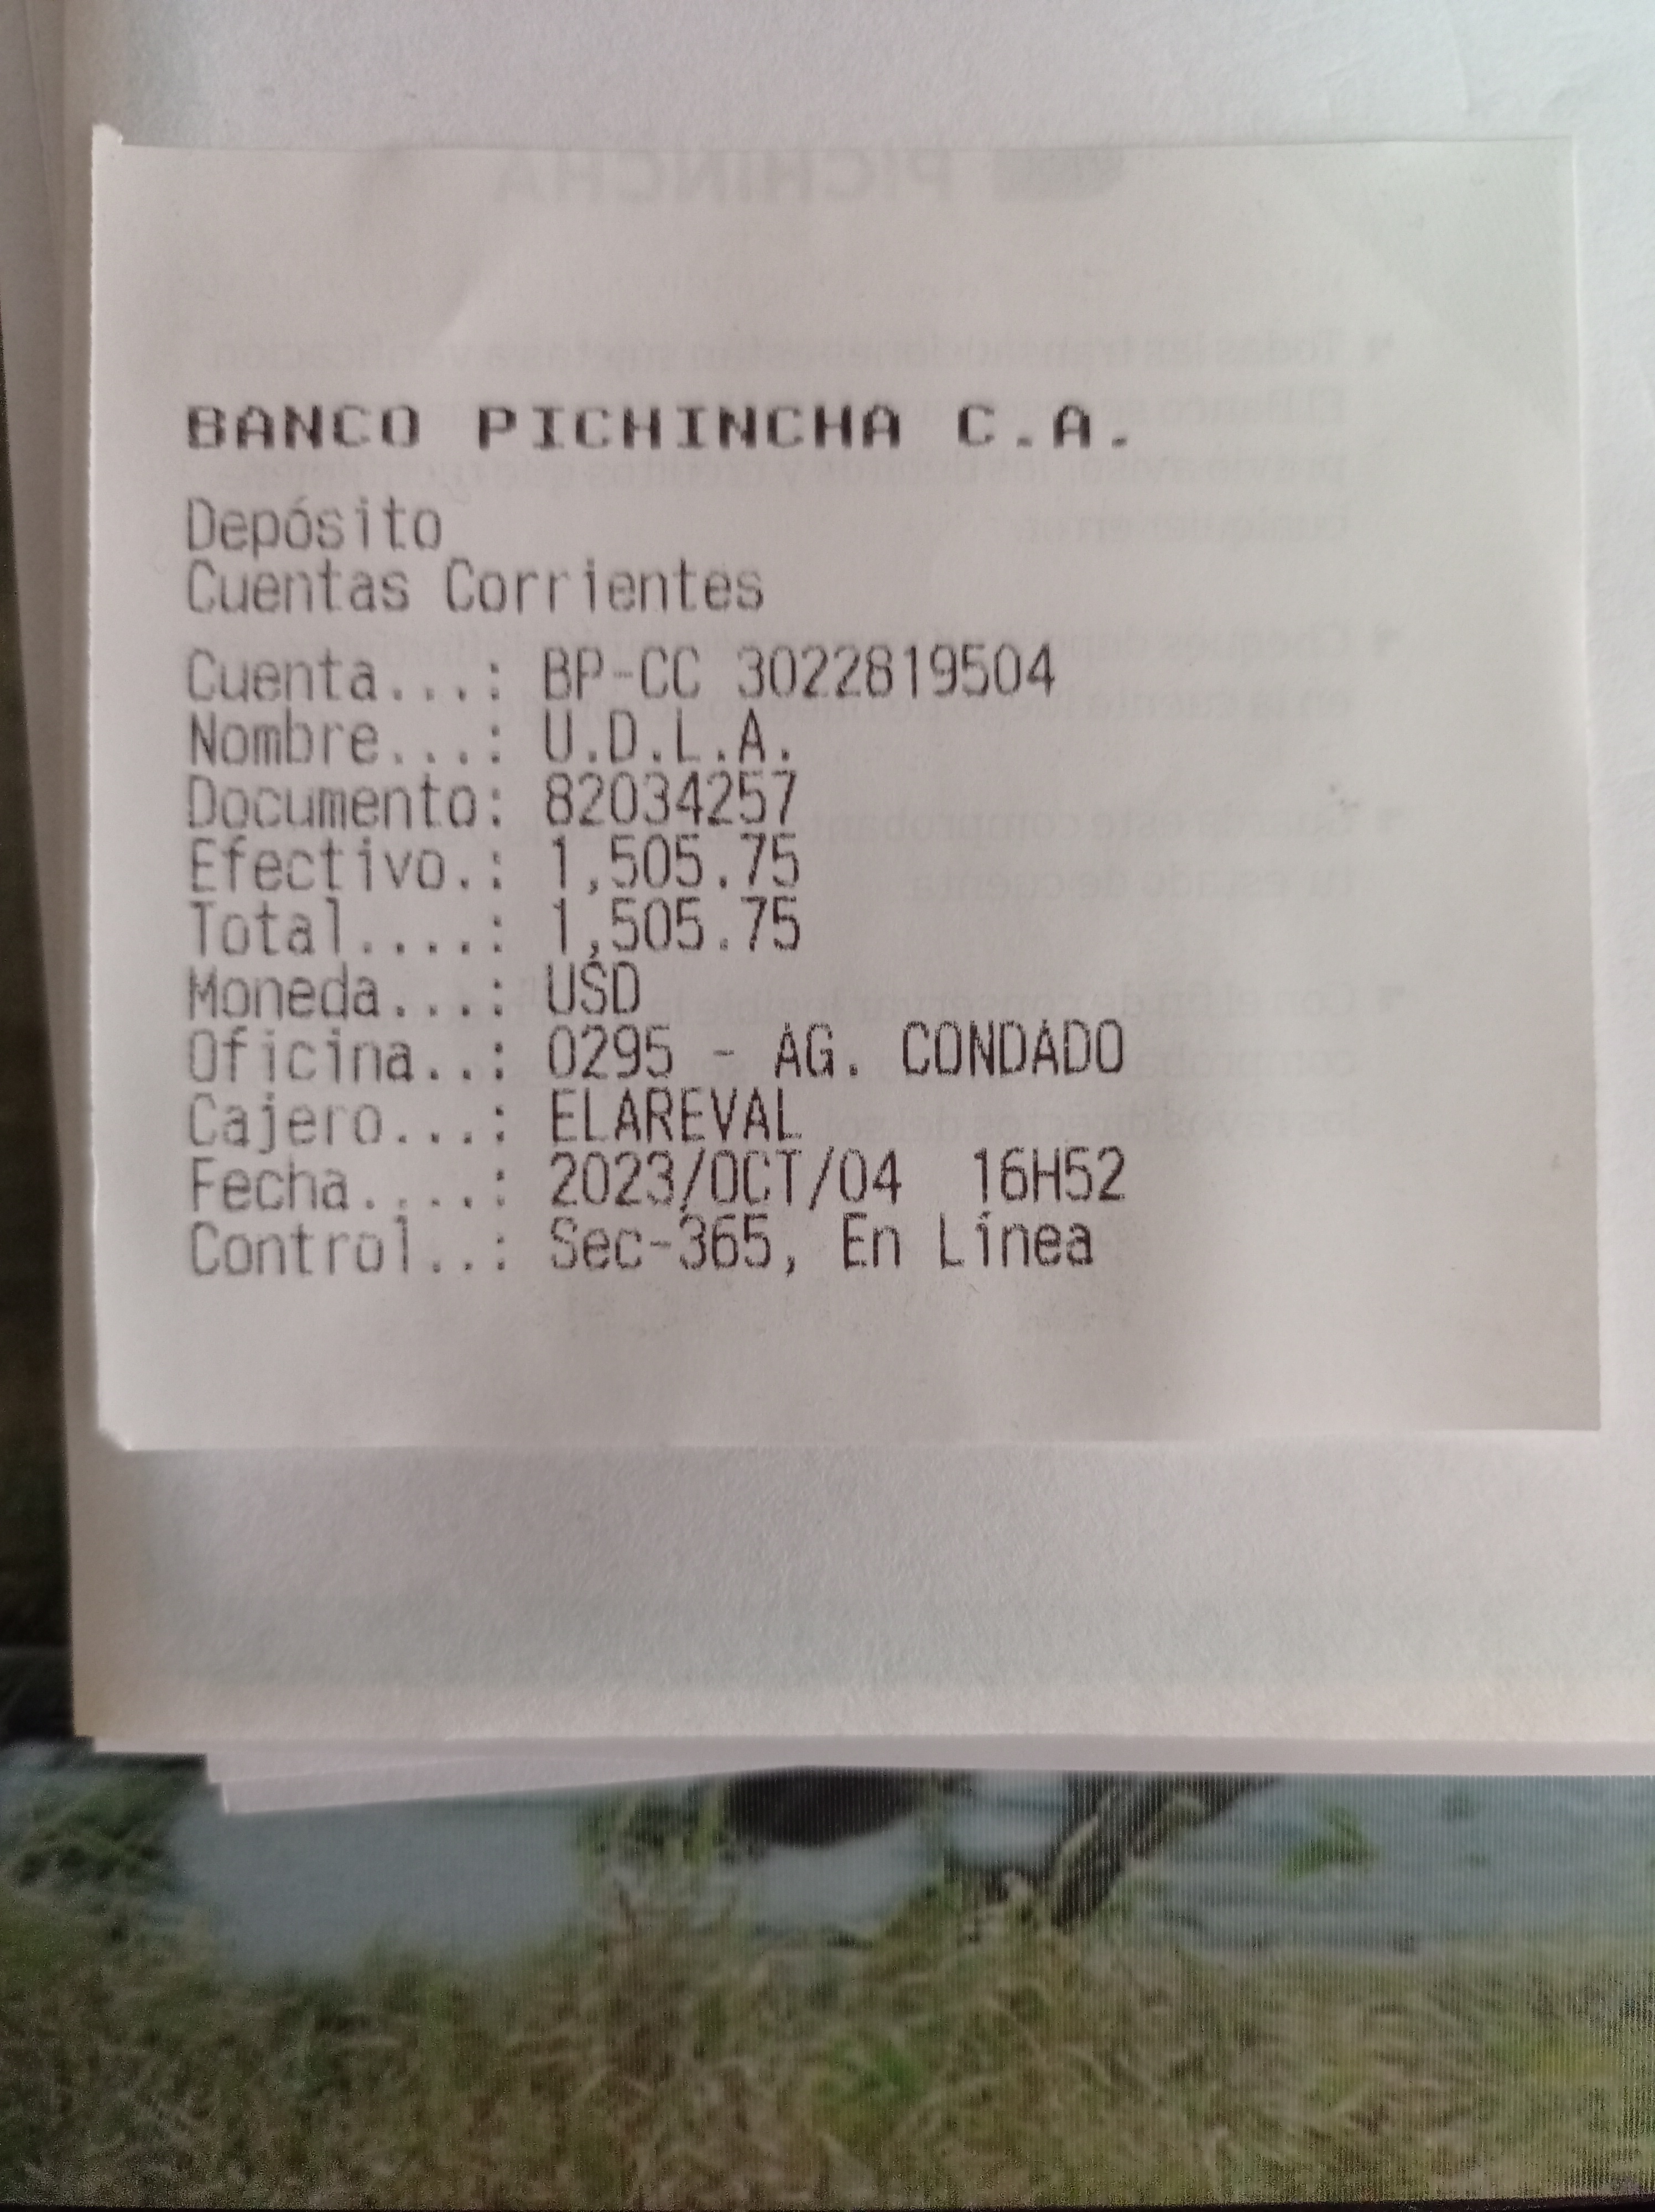 PICHINCHA
BANCO PICHINCHA C.A.
Depósito
Cuentas Corrientes
Cuenta...: BP-CC 3022819504
Nombre...: U.D.L.A.
Documento: 82034257
Efectivo.: 1,505.75
Total....: 1,505.75
Moneda...: USD
Oficina..: 0295 - AG. CONDADO
Cajero...: ELAREVAL
Fecha....: 2023/OCT/04 16H52
Control..: Sec-365, En Línea